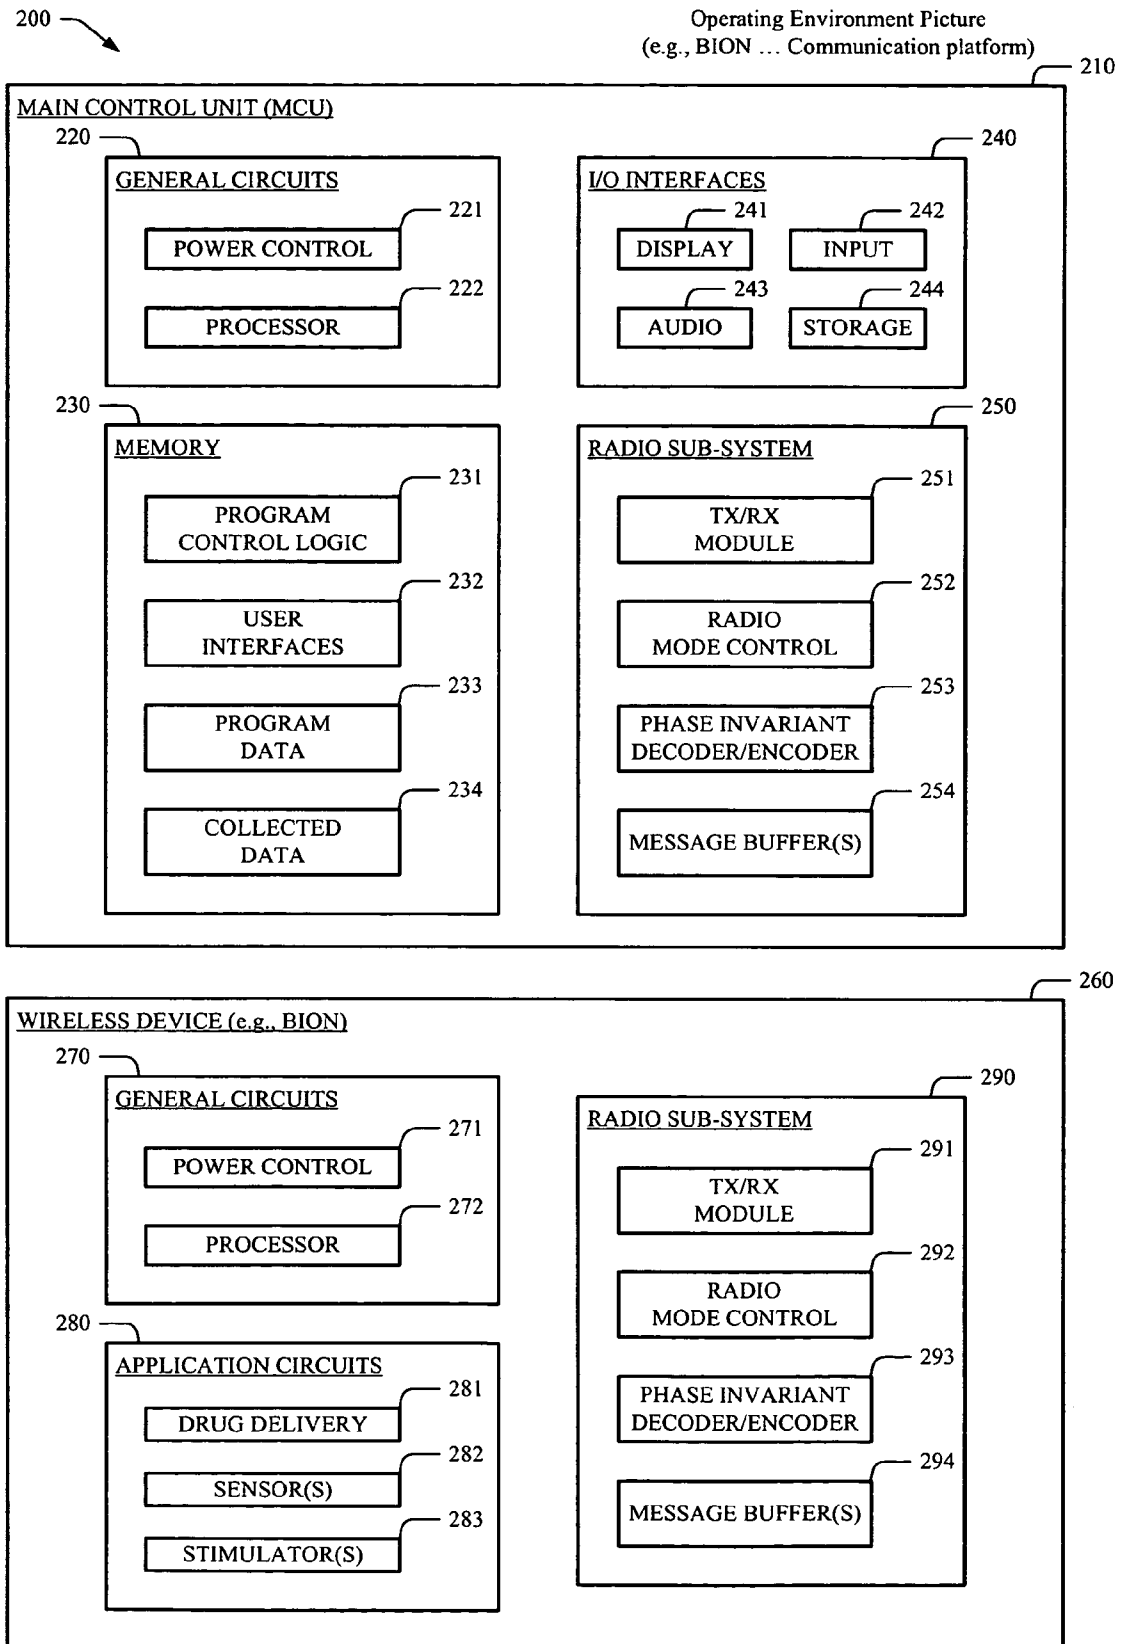 200
Operating Environment Picture
(e.g., BION ... Communication platform)
210
MAIN CONTROL UNIT (MCU)
220
GENERAL CIRCUITS
221
POWER CONTROL
222
PROCESSOR
240
I/O INTERFACES
241
DISPLAY
242
INPUT
243
AUDIO
244
STORAGE
230
MEMORY
231
PROGRAM
CONTROL LOGIC
232
USER
INTERFACES
233
PROGRAM
DATA
234
COLLECTED
DATA
250
RADIO SUB-SYSTEM
251
TX/RX
MODULE
252
RADIO
MODE CONTROL
253
PHASE INVARIANT
DECODER/ENCODER
254
MESSAGE BUFFER(S)
260
WIRELESS DEVICE (e.g., BION)
270
GENERAL CIRCUITS
271
POWER CONTROL
272
PROCESSOR
280
APPLICATION CIRCUITS
281
DRUG DELIVERY
282
SENSOR(S)
283
STIMULATOR(S)
290
RADIO SUB-SYSTEM
291
TX/RX
MODULE
292
RADIO
MODE CONTROL
293
PHASE INVARIANT
DECODER/ENCODER
294
MESSAGE BUFFER(S)